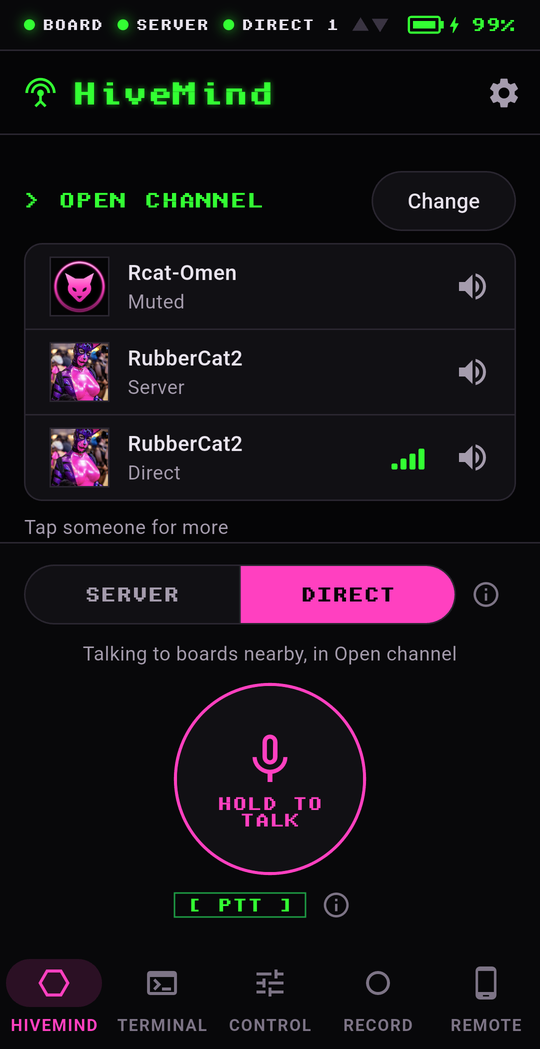 BOARD SERVER DIRECT 1 99%
HiveMind
> OPEN CHANNEL
Change
Rcat-Omen
Muted
RubberCat2
Server
RubberCat2
Direct
Tap someone for more
SERVER DIRECT
Talking to boards nearby, in Open channel
HOLD TO
TALK
[ PTT ]
HIVEMIND TERMINAL CONTROL RECORD REMOTE